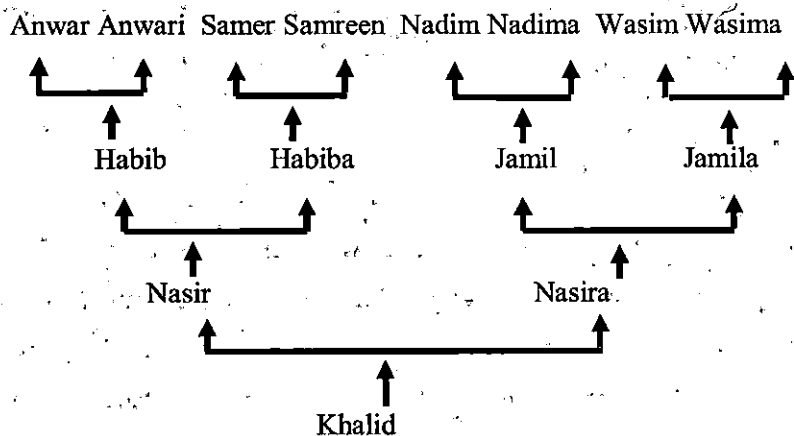 Anwar Anwari Samer Samreen Nadim Nadima Wasim Wasima
Habib Habiba Jamil Jamila
Nasir Nasira
Khalid